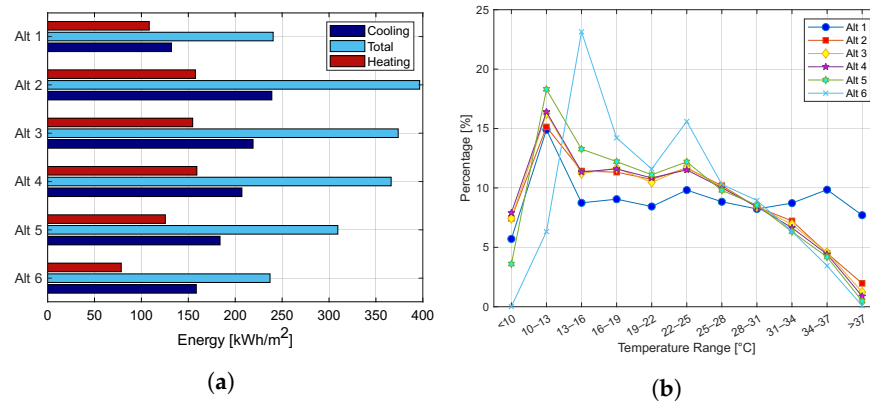 Alt 1
Alt 2
Alt 3
Alt 4
Alt 5
Alt 6
0 50 100 150 200 250 300 350 400
Energy [kWh/m²]
Cooling
Total
Heating
(a)
25
20
15
10
5
0
Percentage [%]
<10 10–13 13–16 16–19 19–22 22–25 25–28 28–31 31–34 34–37 >37
Temperature Range [°C]
Alt 1
Alt 2
Alt 3
Alt 4
Alt 5
Alt 6
(b)